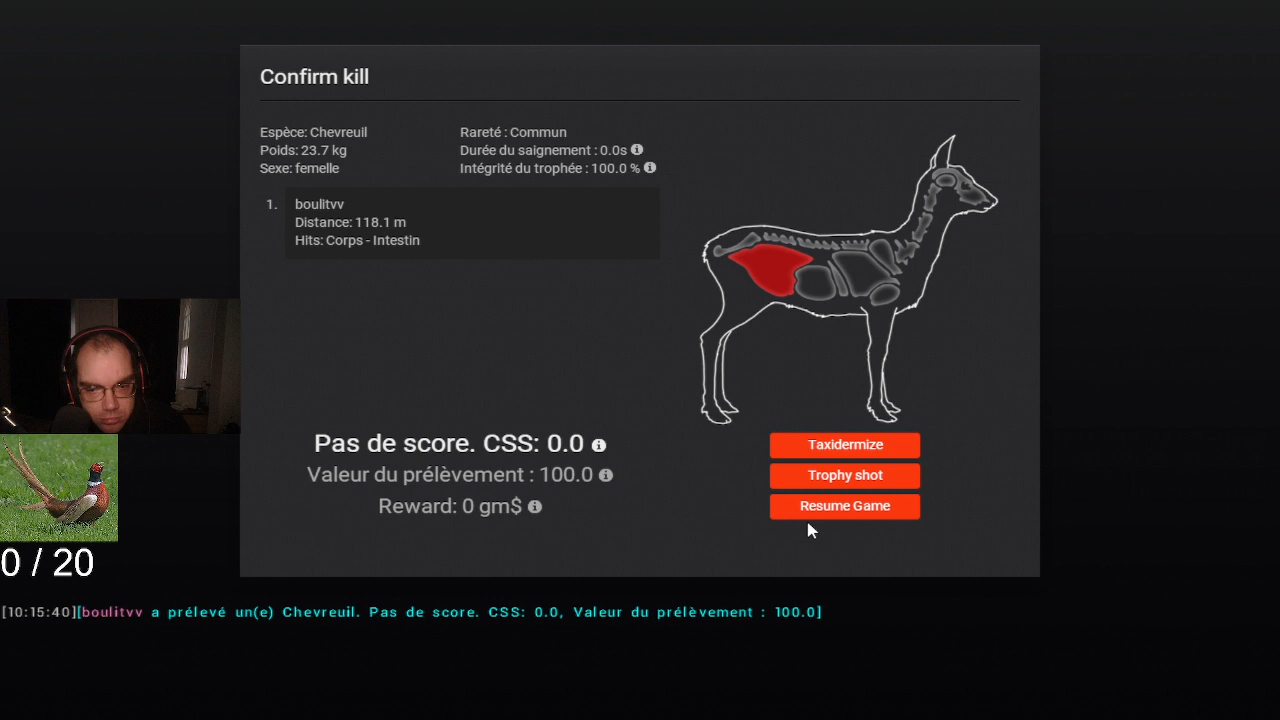 Confirm kill
Espèce: Chevreuil
Poids: 23.7 kg
Sexe: femelle
Rareté : Commun
Durée du saignement : 0.0s
Intégrité du trophée : 100.0 %
1.
boulitvv
Distance: 118.1 m
Hits: Corps - Intestin
Pas de score. CSS: 0.0
Valeur du prélèvement : 100.0
Reward: 0 gm$
Taxidermize
Trophy shot
Resume Game
0 / 20
[10:15:40][boulitvv a prélevé un(e) Chevreuil. Pas de score. CSS: 0.0, Valeur du prélèvement : 100.0]